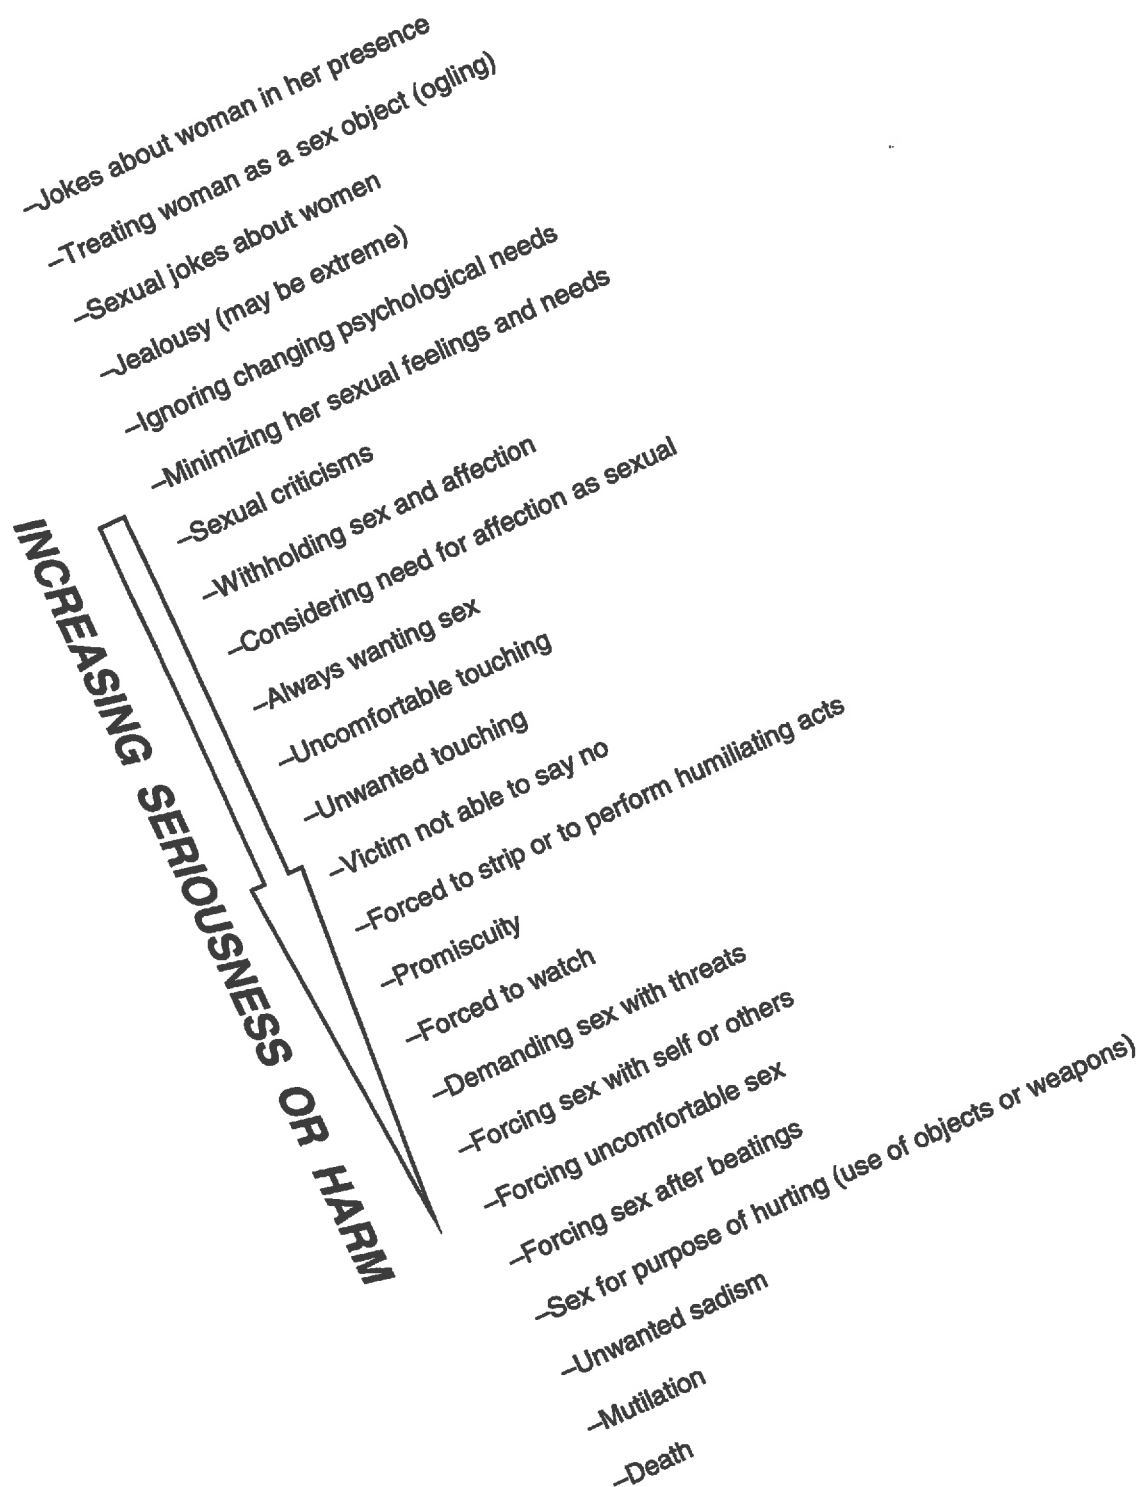 –Jokes about woman in her presence
–Treating woman as a sex object (ogling)
–Sexual jokes about women
–Jealousy (may be extreme)
–Ignoring changing psychological needs
–Minimizing her sexual feelings and needs
–Sexual criticisms
–Withholding sex and affection
–Considering need for affection as sexual
–Always wanting sex
–Uncomfortable touching
–Unwanted touching
–Victim not able to say no
–Forced to strip or to perform humiliating acts
–Promiscuity
–Forced to watch
–Demanding sex with threats
–Forcing sex with self or others
–Forcing uncomfortable sex
–Forcing sex after beatings
–Sex for purpose of hurting (use of objects or weapons)
–Unwanted sadism
–Mutilation
–Death
INCREASING SERIOUSNESS OR HARM